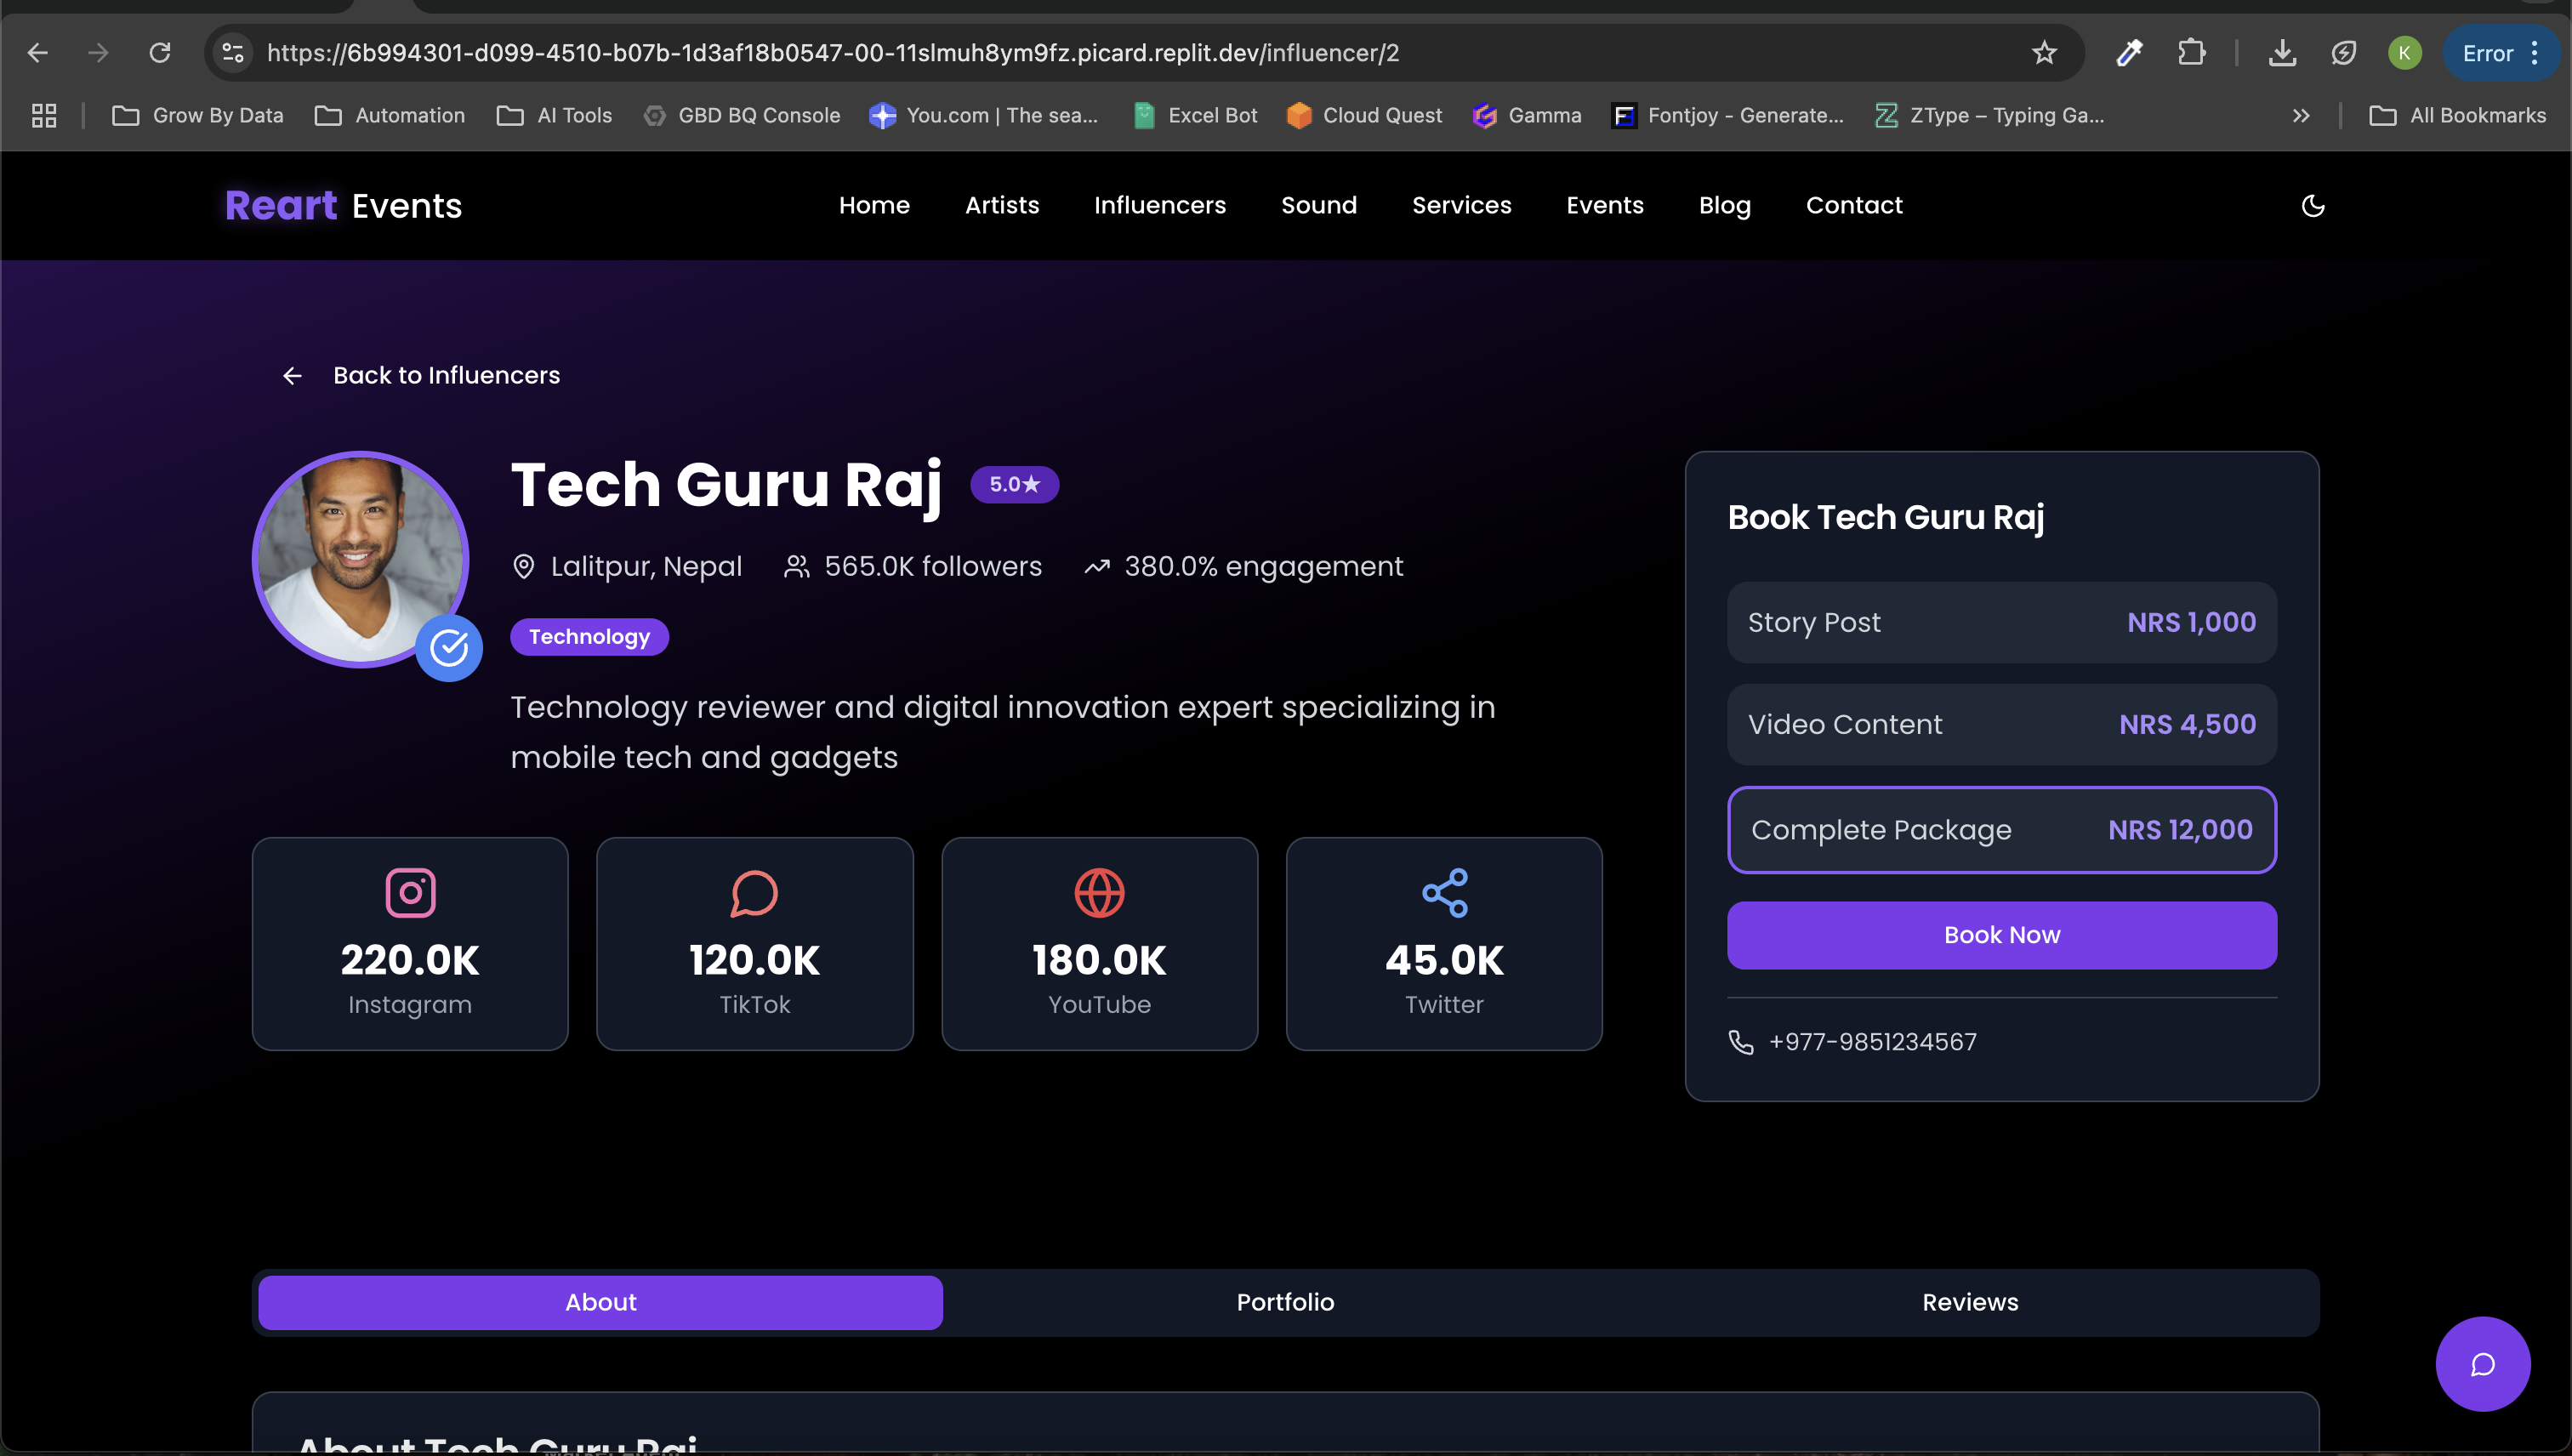 https://6b994301-d099-4510-b07b-1d3af18b0547-00-11slmuh8ym9fz.picard.replit.dev/influencer/2
K
Error
Grow By Data
Automation
AI Tools
GBD BQ Console
You.com | The sea...
Excel Bot
Cloud Quest
Gamma
Fontjoy - Generate...
ZType – Typing Ga...
All Bookmarks
Reart Events
Home
Artists
Influencers
Sound
Services
Events
Blog
Contact
Back to Influencers
Tech Guru Raj
5.0★
Lalitpur, Nepal
565.0K followers
380.0% engagement
Technology
Technology reviewer and digital innovation expert specializing in
mobile tech and gadgets
220.0K
Instagram
120.0K
TikTok
180.0K
YouTube
45.0K
Twitter
Book Tech Guru Raj
Story Post NRS 1,000
Video Content NRS 4,500
Complete Package NRS 12,000
Book Now
+977-9851234567
About
Portfolio
Reviews
About Tech Guru Raj